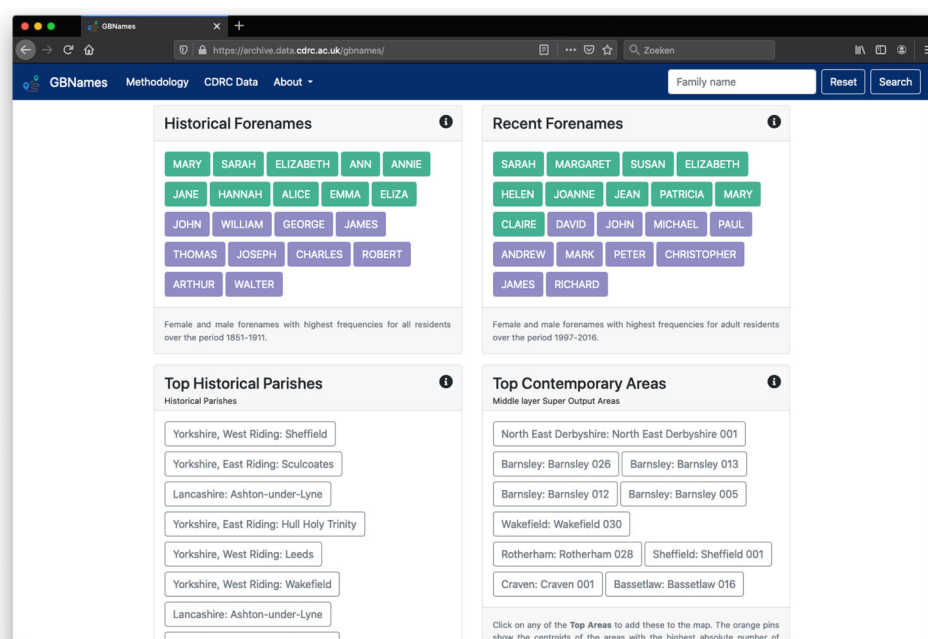 GBNames
https://archive.data.cdrc.ac.uk/gbnames/
Zoeken
GBNames Methodology CDRC Data About Family name Reset Search
Historical Forenames
MARY SARAH ELIZABETH ANN ANNIE
JANE HANNAH ALICE EMMA ELIZA
JOHN WILLIAM GEORGE JAMES
THOMAS JOSEPH CHARLES ROBERT
ARTHUR WALTER
Female and male forenames with highest frequencies for all residents
over the period 1851-1911.
Recent Forenames
SARAH MARGARET SUSAN ELIZABETH
HELEN JOANNE JEAN PATRICIA MARY
CLAIRE DAVID JOHN MICHAEL PAUL
ANDREW MARK PETER CHRISTOPHER
JAMES RICHARD
Female and male forenames with highest frequencies for adult residents
over the period 1997-2016.
Top Historical Parishes
Historical Parishes
Yorkshire, West Riding: Sheffield
Yorkshire, East Riding: Sculcoates
Lancashire: Ashton-under-Lyne
Yorkshire, East Riding: Hull Holy Trinity
Yorkshire, West Riding: Leeds
Yorkshire, West Riding: Wakefield
Lancashire: Ashton-under-Lyne
Top Contemporary Areas
Middle layer Super Output Areas
North East Derbyshire: North East Derbyshire 001
Barnsley: Barnsley 026 Barnsley: Barnsley 013
Barnsley: Barnsley 012 Barnsley: Barnsley 005
Wakefield: Wakefield 030
Rotherham: Rotherham 028 Sheffield: Sheffield 001
Craven: Craven 001 Bassetlaw: Bassetlaw 016
Click on any of the Top Areas to add these to the map. The orange pins
show the centroids of the areas with the highest absolute number of